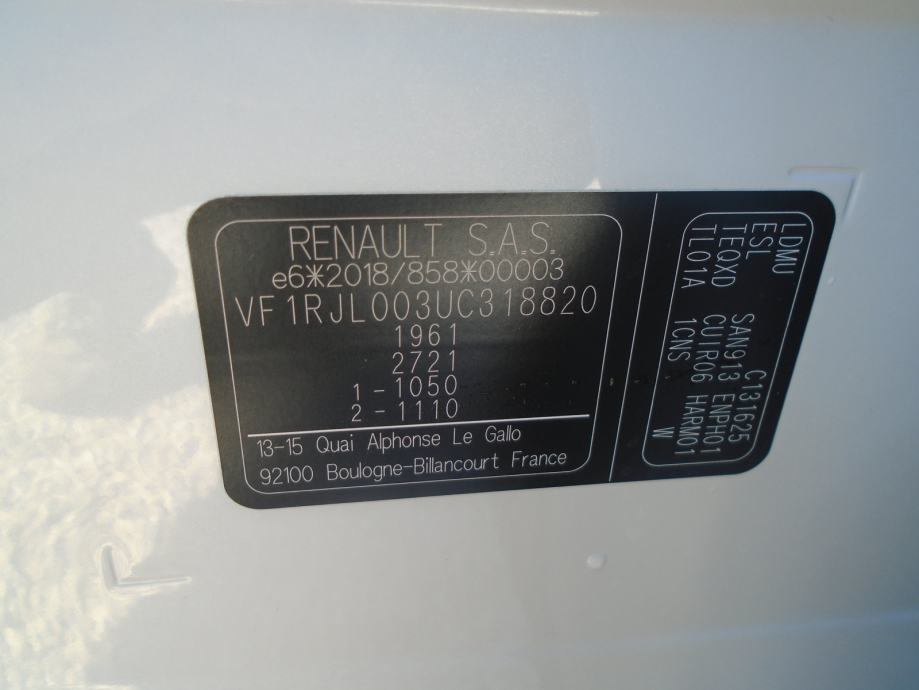 RENAULT S.A.S.
e6*2018/858*00003
VF1RJL003UC318820
1961
2721
1-1050
2-1110
13-15 Quai Alphonse Le Gallo
92100 Boulogne-Billancourt France
LDMU C131625
ESL SAN913 ENPH01
TEQXD CU1R06 HARM01
TL01A 1CNS W